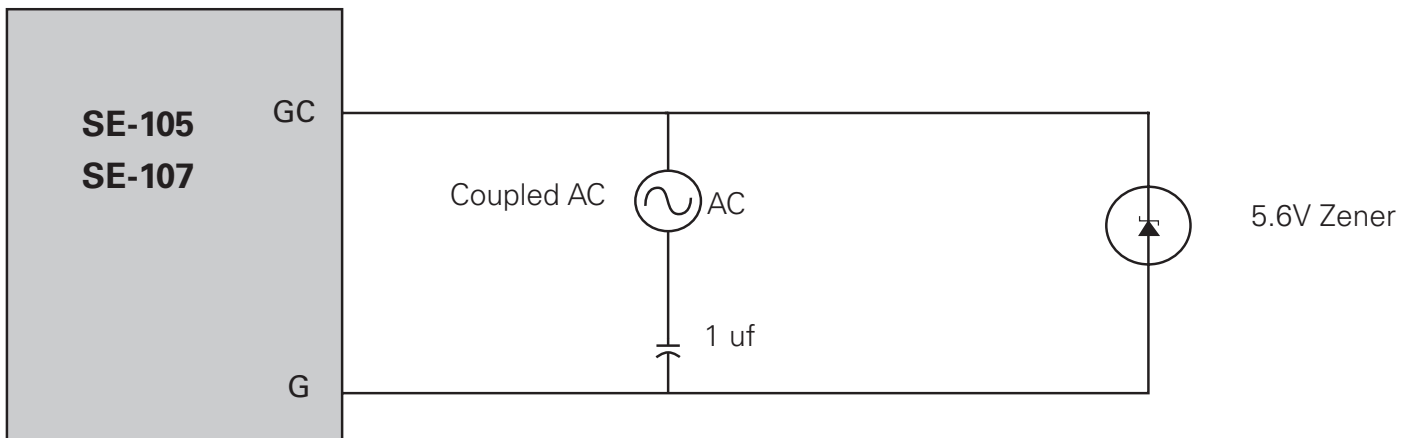 SE-105
SE-107
GC
Coupled AC
AC
5.6V Zener
1 uf
G